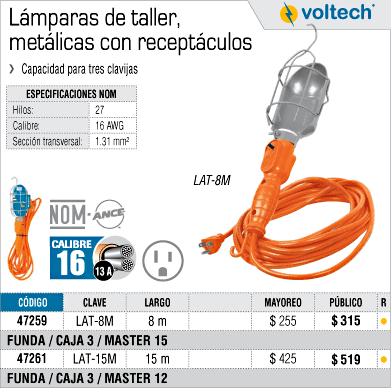 Lámparas de taller,
metálicas con receptáculos
voltech®
Capacidad para tres clavijas
ESPECIFICACIONES NOM
Hilos: 27
Calibre: 16 AWG
Sección transversal: 1.31 mm²
LAT-8M
NOM-ANCE®
CALIBRE
16
13 A
CÓDIGO CLAVE LARGO MAYOREO PÚBLICO R
47259 LAT-8M 8 m $ 255 $ 315
FUNDA / CAJA 3 / MASTER 15
47261 LAT-15M 15 m $ 425 $ 519
FUNDA / CAJA 3 / MASTER 12